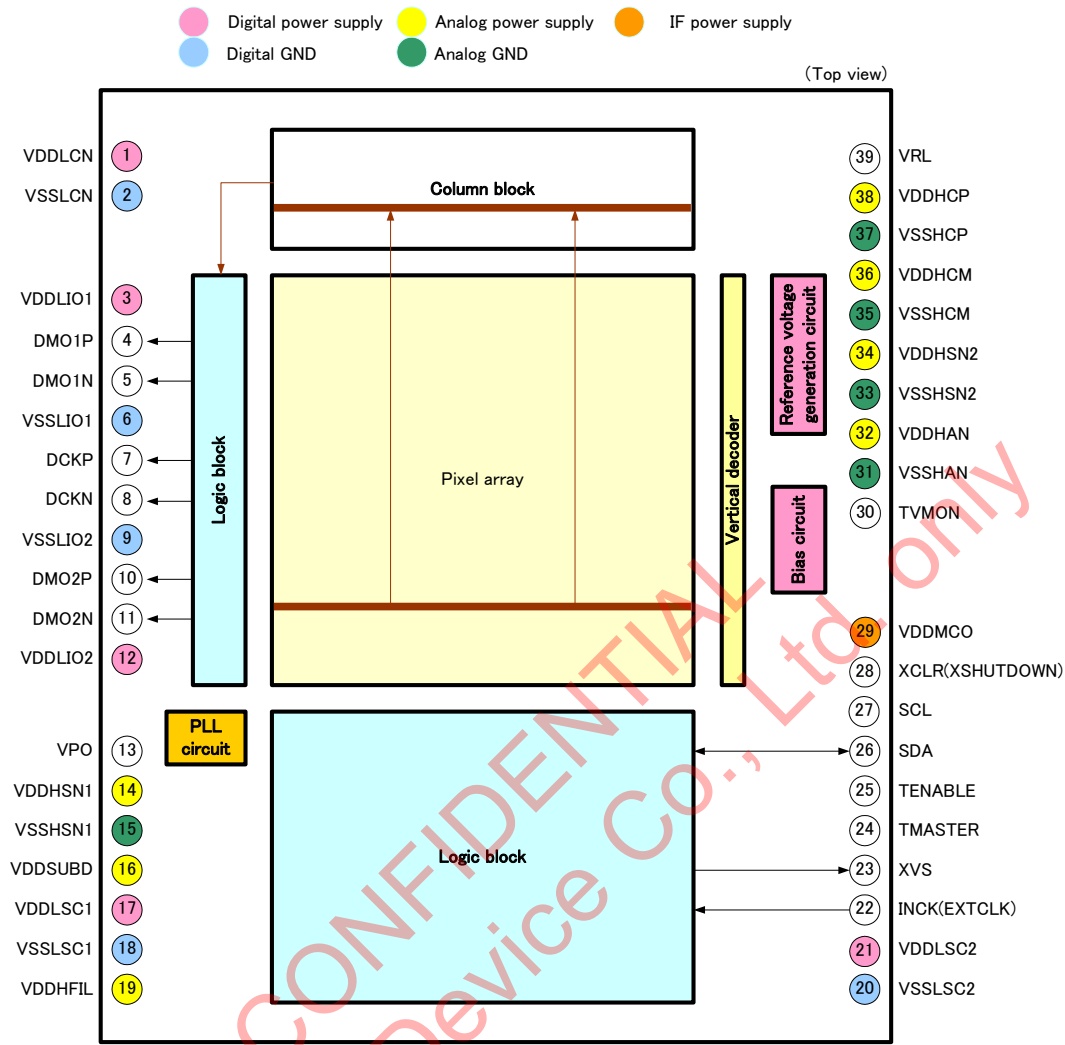 Digital power supply
Analog power supply
IF power supply
Digital GND
Analog GND
(Top view)
VDDLCN 1
VSSLCN 2
VDDLIO1 3
DMO1P 4
DMO1N 5
VSSLIO1 6
DCKP 7
DCKN 8
VSSLIO2 9
DMO2P 10
DMO2N 11
VDDLIO2 12
VPO 13
VDDHSN1 14
VSSHSN1 15
VDDSUBD 16
VDDLSC1 17
VSSLSC1 18
VDDHFIL 19
Column block
Logic block
Pixel array
Vertical decoder
Reference voltage
generation circuit
Bias circuit
PLL
circuit
Logic block
39 VRL
38 VDDHCP
37 VSSHCP
36 VDDHCM
35 VSSHCM
34 VDDHSN2
33 VSSHSN2
32 VDDHAN
31 VSSHAN
30 TVMON
29 VDDMCO
28 XCLR(XSHUTDOWN)
27 SCL
26 SDA
25 TENABLE
24 TMASTER
23 XVS
22 INCK(EXTCLK)
21 VDDLSC2
20 VSSLSC2
CONFIDENTIAL
Device Co., Ltd. only